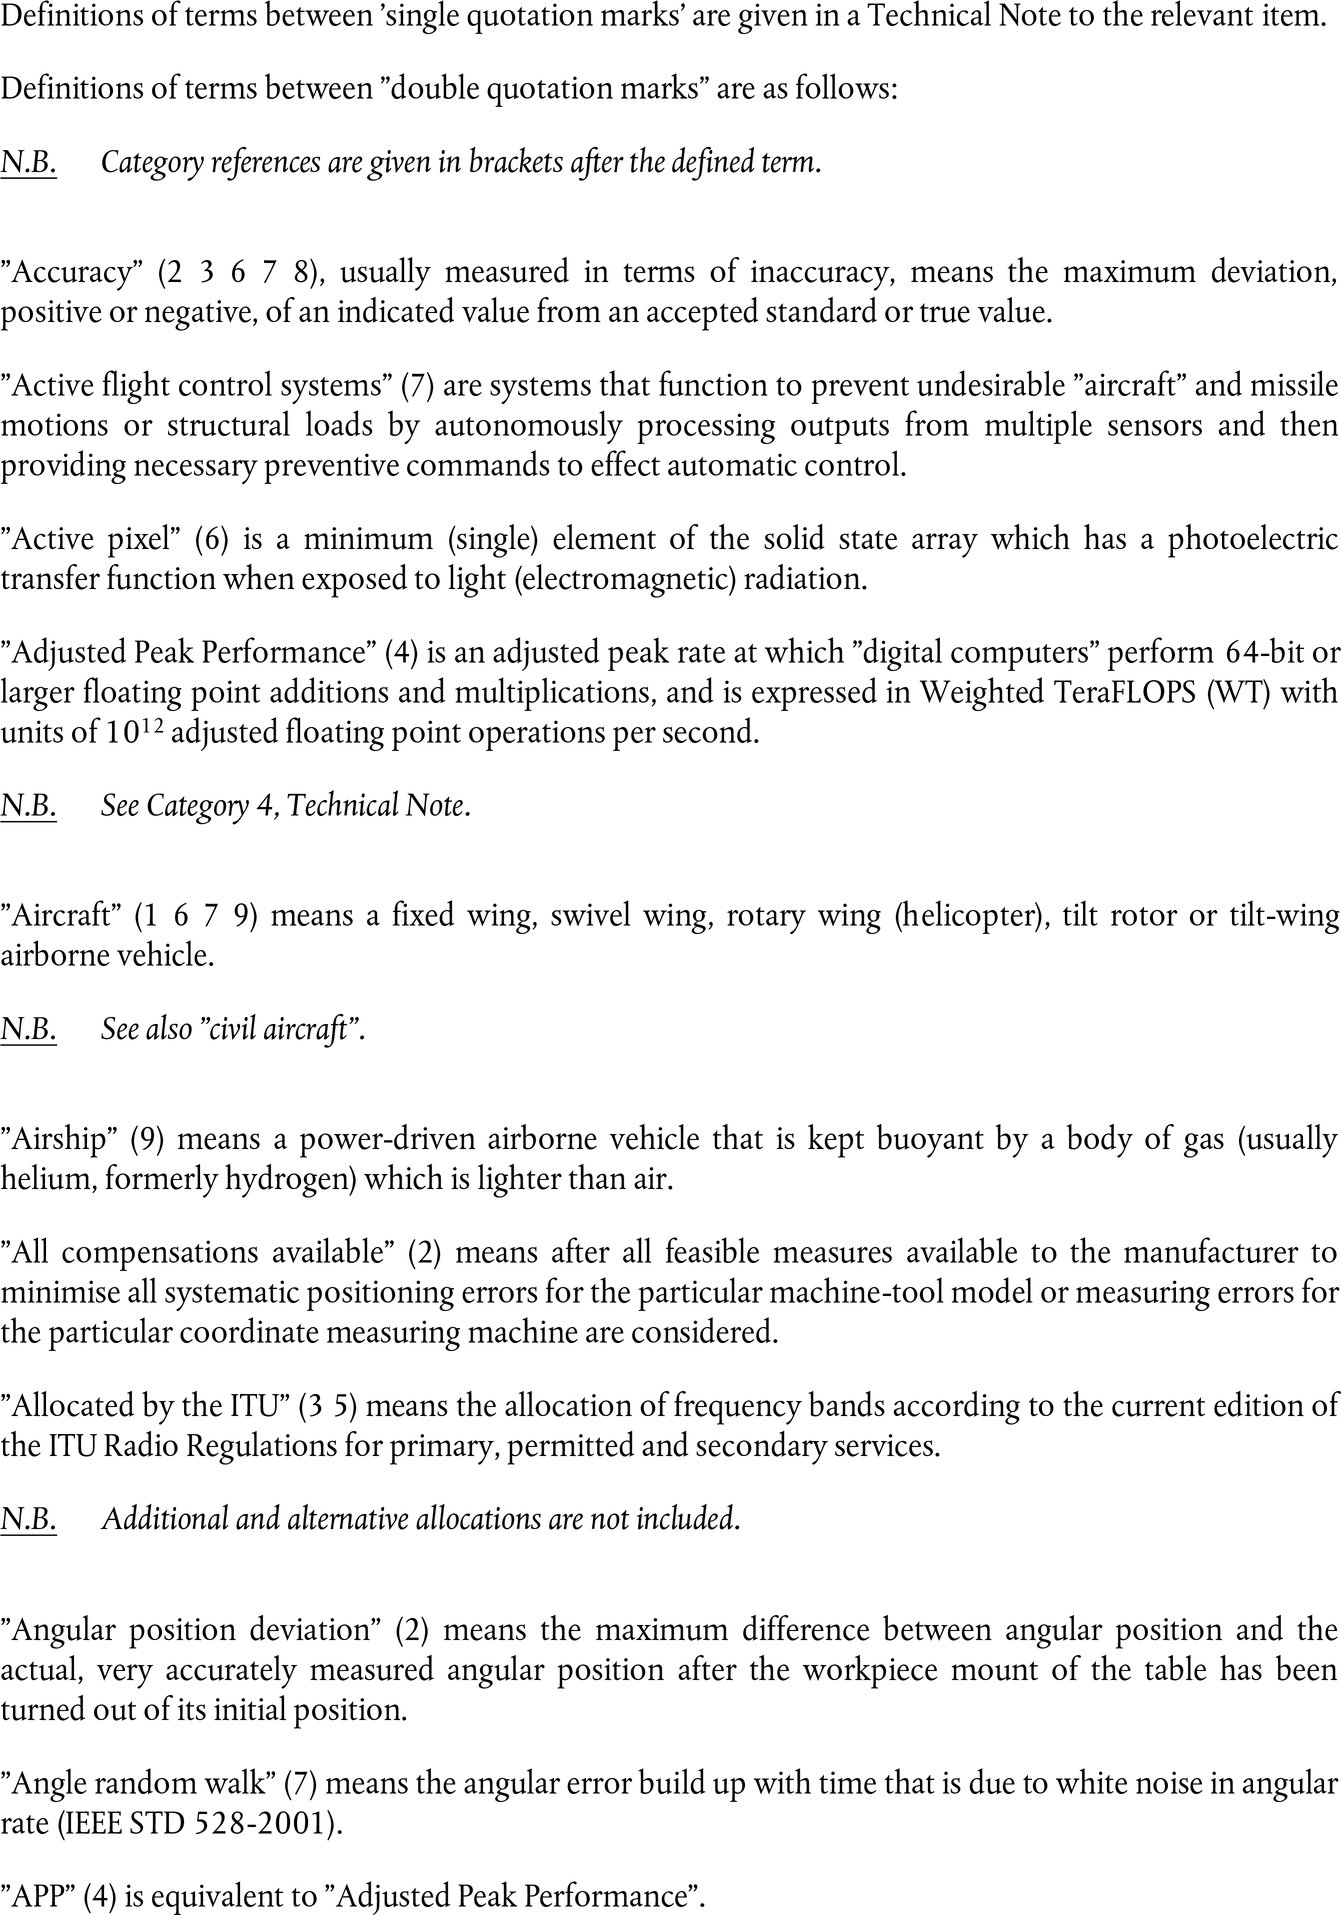 Definitions of terms between ’single quotation marks’ are given in a Technical Note to the relevant item.
Definitions of terms between ”double quotation marks” are as follows:
N.B. Category references are given in brackets after the defined term.
”Accuracy” (2 3 6 7 8), usually measured in terms of inaccuracy, means the maximum deviation,
positive or negative, of an indicated value from an accepted standard or true value.
”Active flight control systems” (7) are systems that function to prevent undesirable ”aircraft” and missile
motions or structural loads by autonomously processing outputs from multiple sensors and then
providing necessary preventive commands to effect automatic control.
”Active pixel” (6) is a minimum (single) element of the solid state array which has a photoelectric
transfer function when exposed to light (electromagnetic) radiation.
”Adjusted Peak Performance” (4) is an adjusted peak rate at which ”digital computers” perform 64-bit or
larger floating point additions and multiplications, and is expressed in Weighted TeraFLOPS (WT) with
units of 10¹² adjusted floating point operations per second.
N.B. See Category 4, Technical Note.
”Aircraft” (1 6 7 9) means a fixed wing, swivel wing, rotary wing (helicopter), tilt rotor or tilt-wing
airborne vehicle.
N.B. See also ”civil aircraft”.
”Airship” (9) means a power-driven airborne vehicle that is kept buoyant by a body of gas (usually
helium, formerly hydrogen) which is lighter than air.
”All compensations available” (2) means after all feasible measures available to the manufacturer to
minimise all systematic positioning errors for the particular machine-tool model or measuring errors for
the particular coordinate measuring machine are considered.
”Allocated by the ITU” (3 5) means the allocation of frequency bands according to the current edition of
the ITU Radio Regulations for primary, permitted and secondary services.
N.B. Additional and alternative allocations are not included.
”Angular position deviation” (2) means the maximum difference between angular position and the
actual, very accurately measured angular position after the workpiece mount of the table has been
turned out of its initial position.
”Angle random walk” (7) means the angular error build up with time that is due to white noise in angular
rate (IEEE STD 528-2001).
”APP” (4) is equivalent to ”Adjusted Peak Performance”.